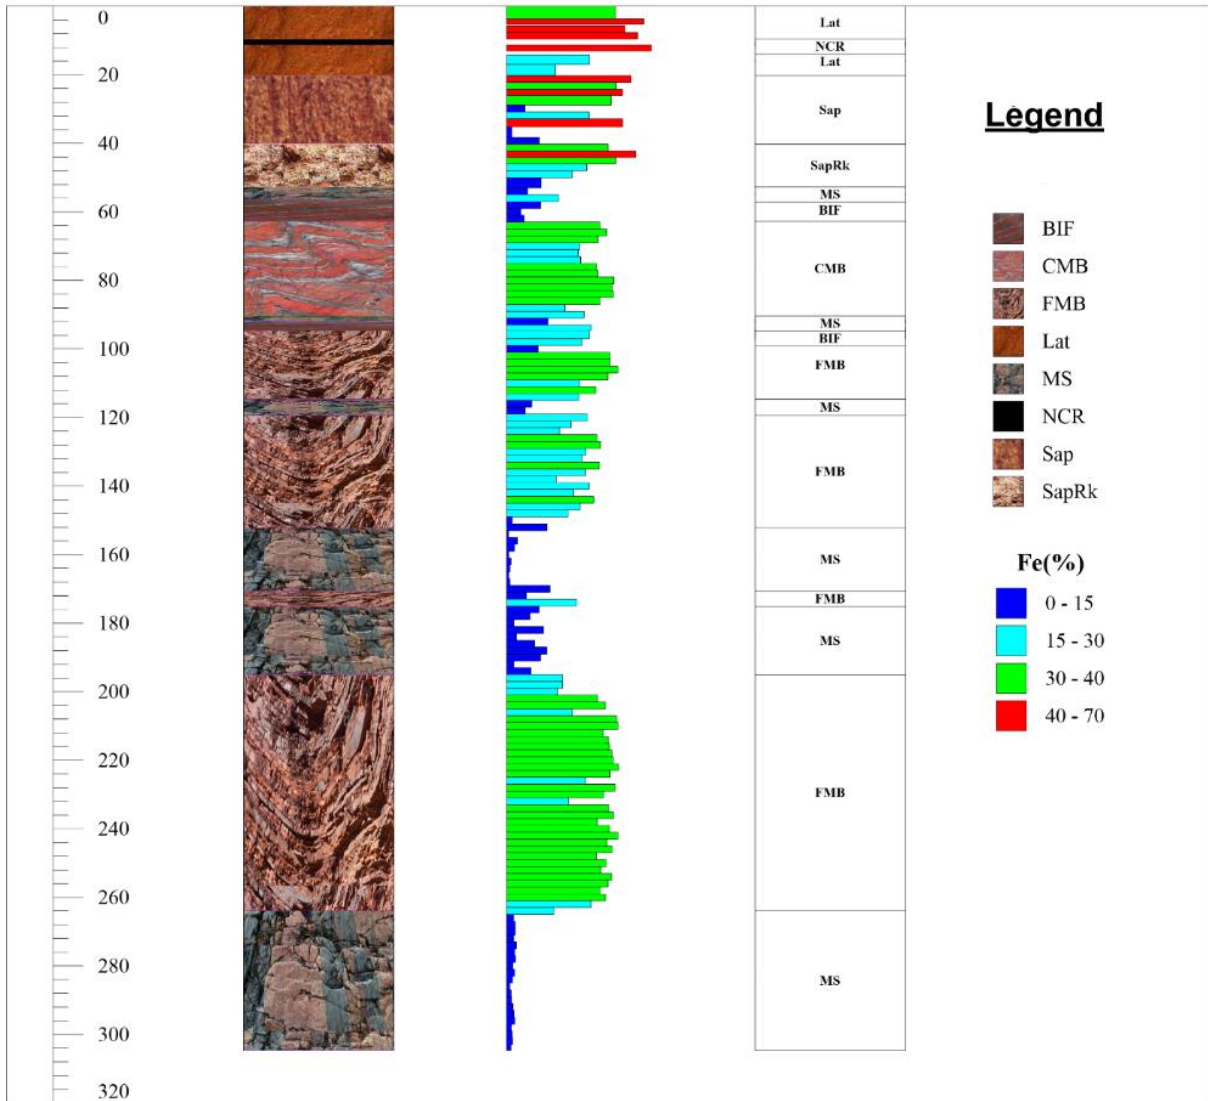 0
20
40
60
80
100
120
140
160
180
200
220
240
260
280
300
320
Lat
NCR
Lat
Sap
SapRk
MS
BIF
CMB
MS
BIF
FMB
MS
FMB
MS
FMB
MS
FMB
MS
Legend
BIF
CMB
FMB
Lat
MS
NCR
Sap
SapRk
Fe(%)
0 - 15
15 - 30
30 - 40
40 - 70